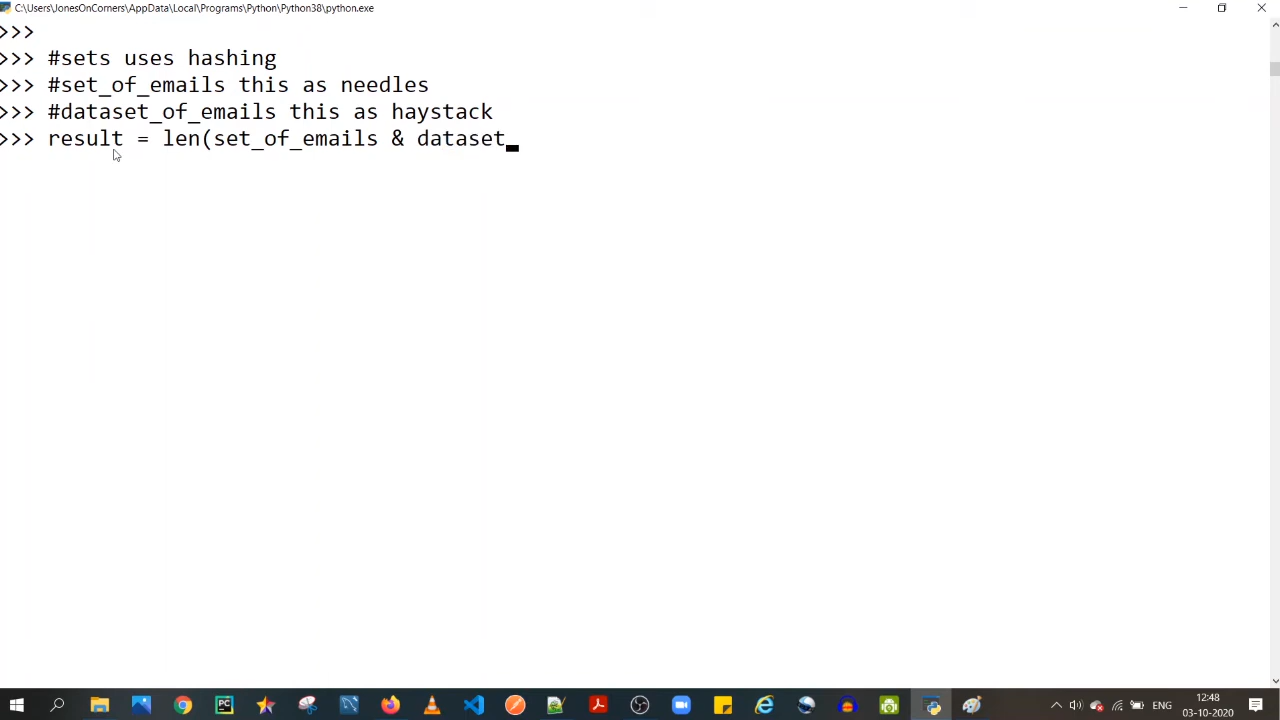 C:\Users\JonesOnCorners\AppData\Local\Programs\Python\Python38\python.exe
>>>
>>> #sets uses hashing
>>> #set_of_emails this as needles
>>> #dataset_of_emails this as haystack
>>> result = len(set_of_emails & dataset_
PC
ENG
12:48
03-10-2020